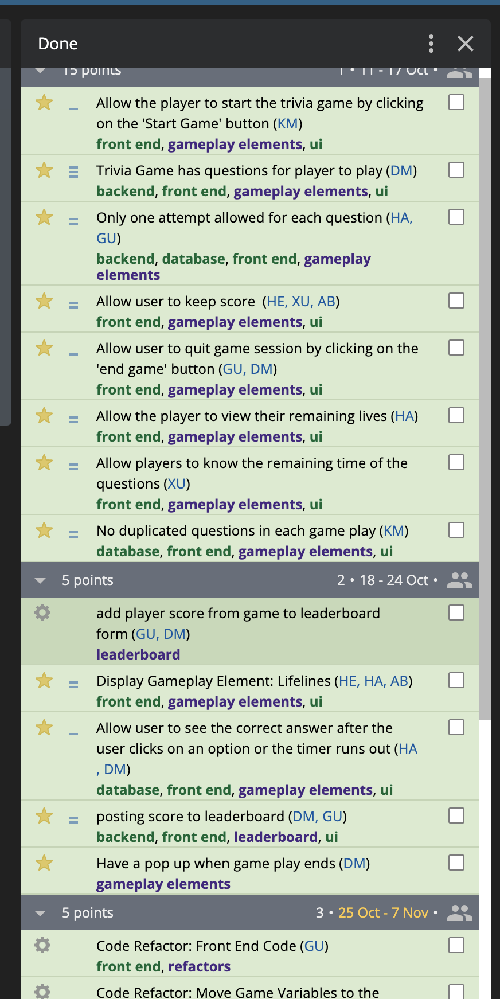 Done
15 points 1 • 11 - 17 Oct •
Allow the player to start the trivia game by clicking
on the 'Start Game' button (KM)
front end, gameplay elements, ui
Trivia Game has questions for player to play (DM)
backend, front end, gameplay elements, ui
Only one attempt allowed for each question (HA,
GU)
backend, database, front end, gameplay
elements
Allow user to keep score (HE, XU, AB)
front end, gameplay elements, ui
Allow user to quit game session by clicking on the
'end game' button (GU, DM)
front end, gameplay elements, ui
Allow the player to view their remaining lives (HA)
front end, gameplay elements, ui
Allow players to know the remaining time of the
questions (XU)
front end, gameplay elements, ui
No duplicated questions in each game play (KM)
database, front end, gameplay elements, ui
5 points 2 • 18 - 24 Oct •
add player score from game to leaderboard
form (GU, DM)
leaderboard
Display Gameplay Element: Lifelines (HE, HA, AB)
front end, gameplay elements, ui
Allow user to see the correct answer after the
user clicks on an option or the timer runs out (HA
, DM)
database, front end, gameplay elements, ui
posting score to leaderboard (DM, GU)
backend, front end, leaderboard, ui
Have a pop up when game play ends (DM)
gameplay elements
5 points 3 • 25 Oct - 7 Nov •
Code Refactor: Front End Code (GU)
front end, refactors
Code Refactor: Move Game Variables to the